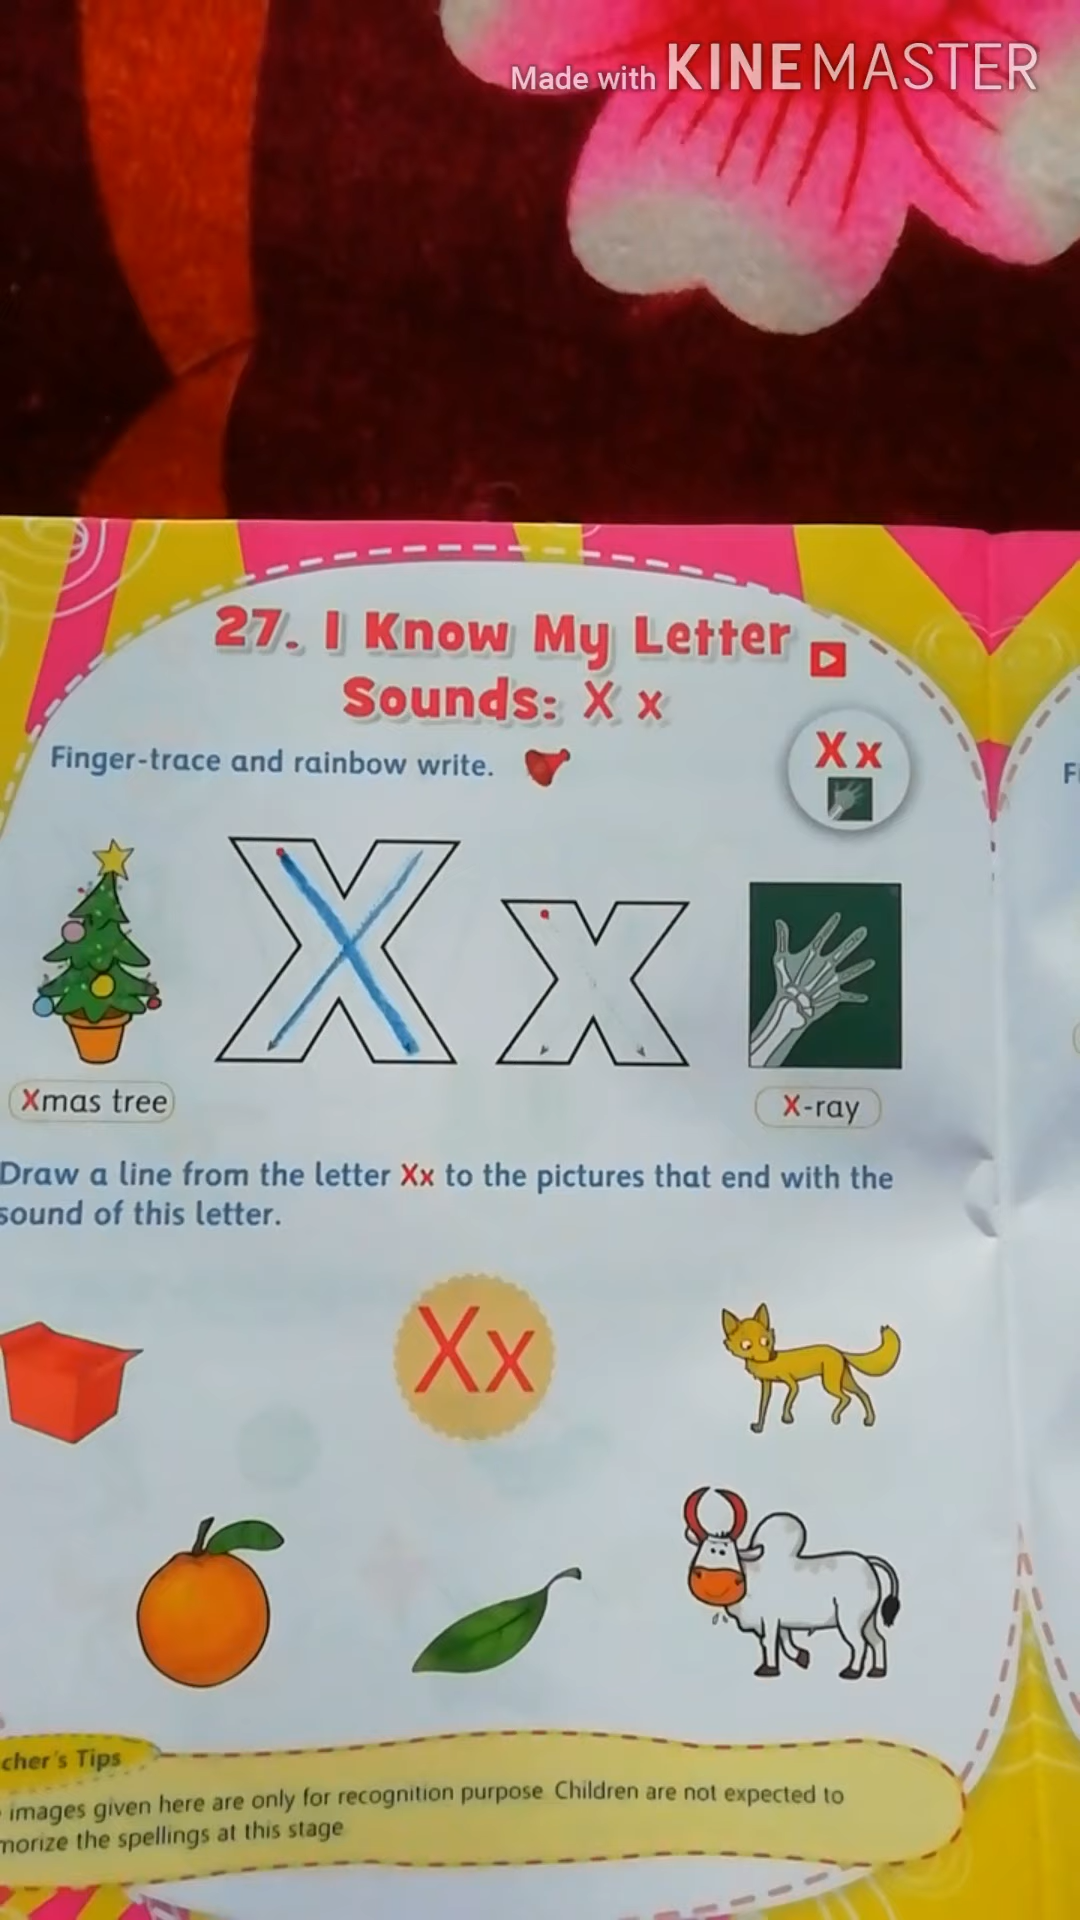 Made with KINEMASTER
27. I Know My Letter
Sounds: X x
Finger-trace and rainbow write.
X x
X x
Xmas tree
X-ray
Draw a line from the letter Xx to the pictures that end with the
sound of this letter.
Xx
Tips
images given here are only for recognition purpose Children are not expected to
the spellings at this stage